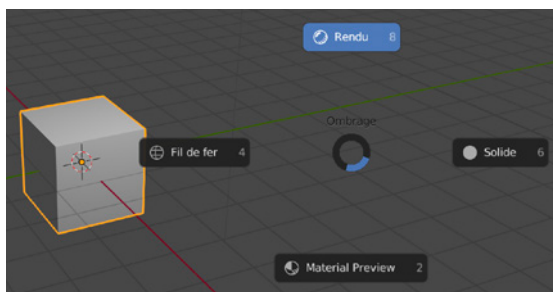 Rendu 8
Ombrage
Fil de fer 4
Solide 6
Material Preview 2